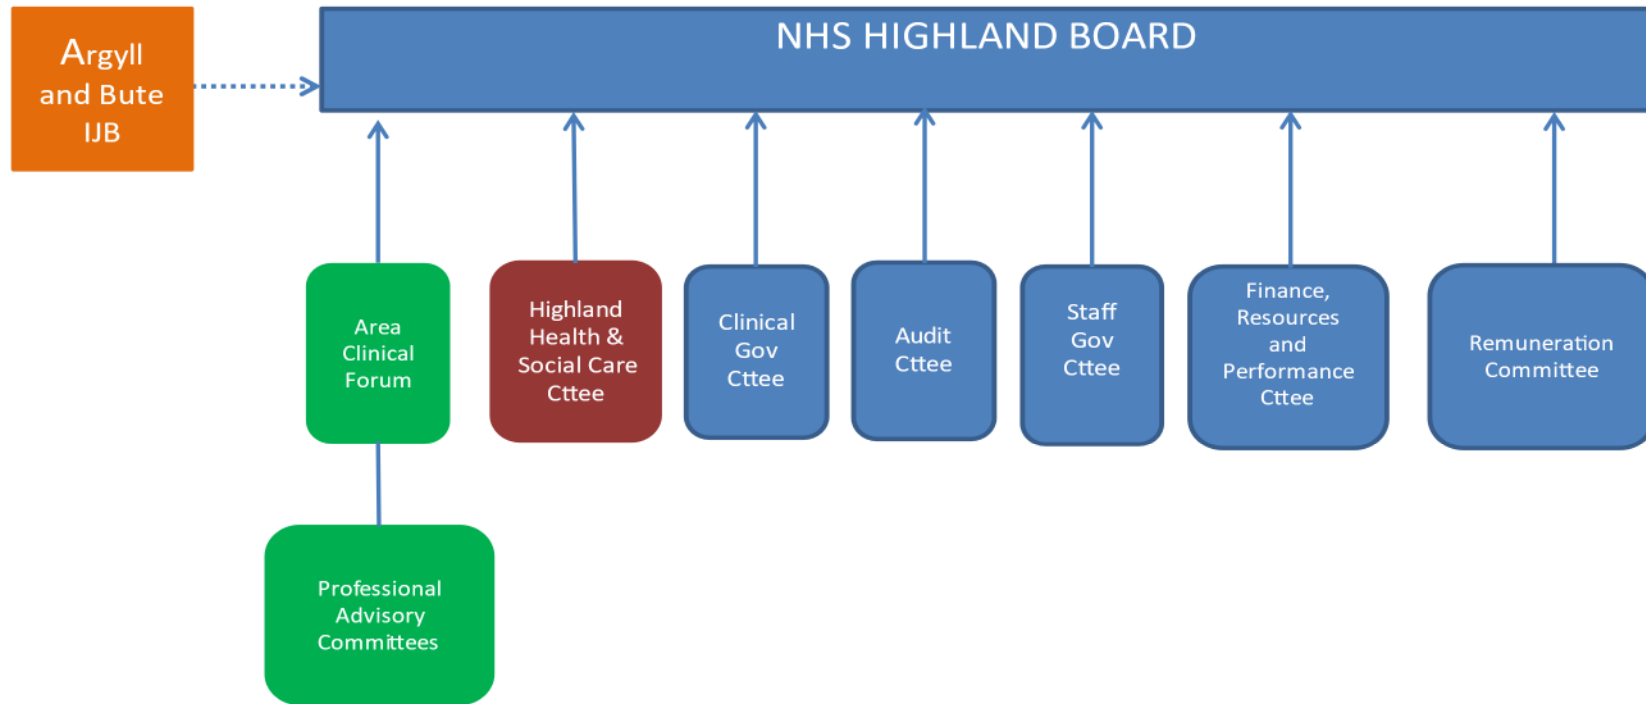 Argyll
and Bute
IJB
NHS HIGHLAND BOARD
Area
Clinical
Forum
Highland
Health &
Social Care
Cttee
Clinical
Gov
Cttee
Audit
Cttee
Staff
Gov
Cttee
Finance,
Resources
and
Performance
Cttee
Remuneration
Committee
Professional
Advisory
Committees